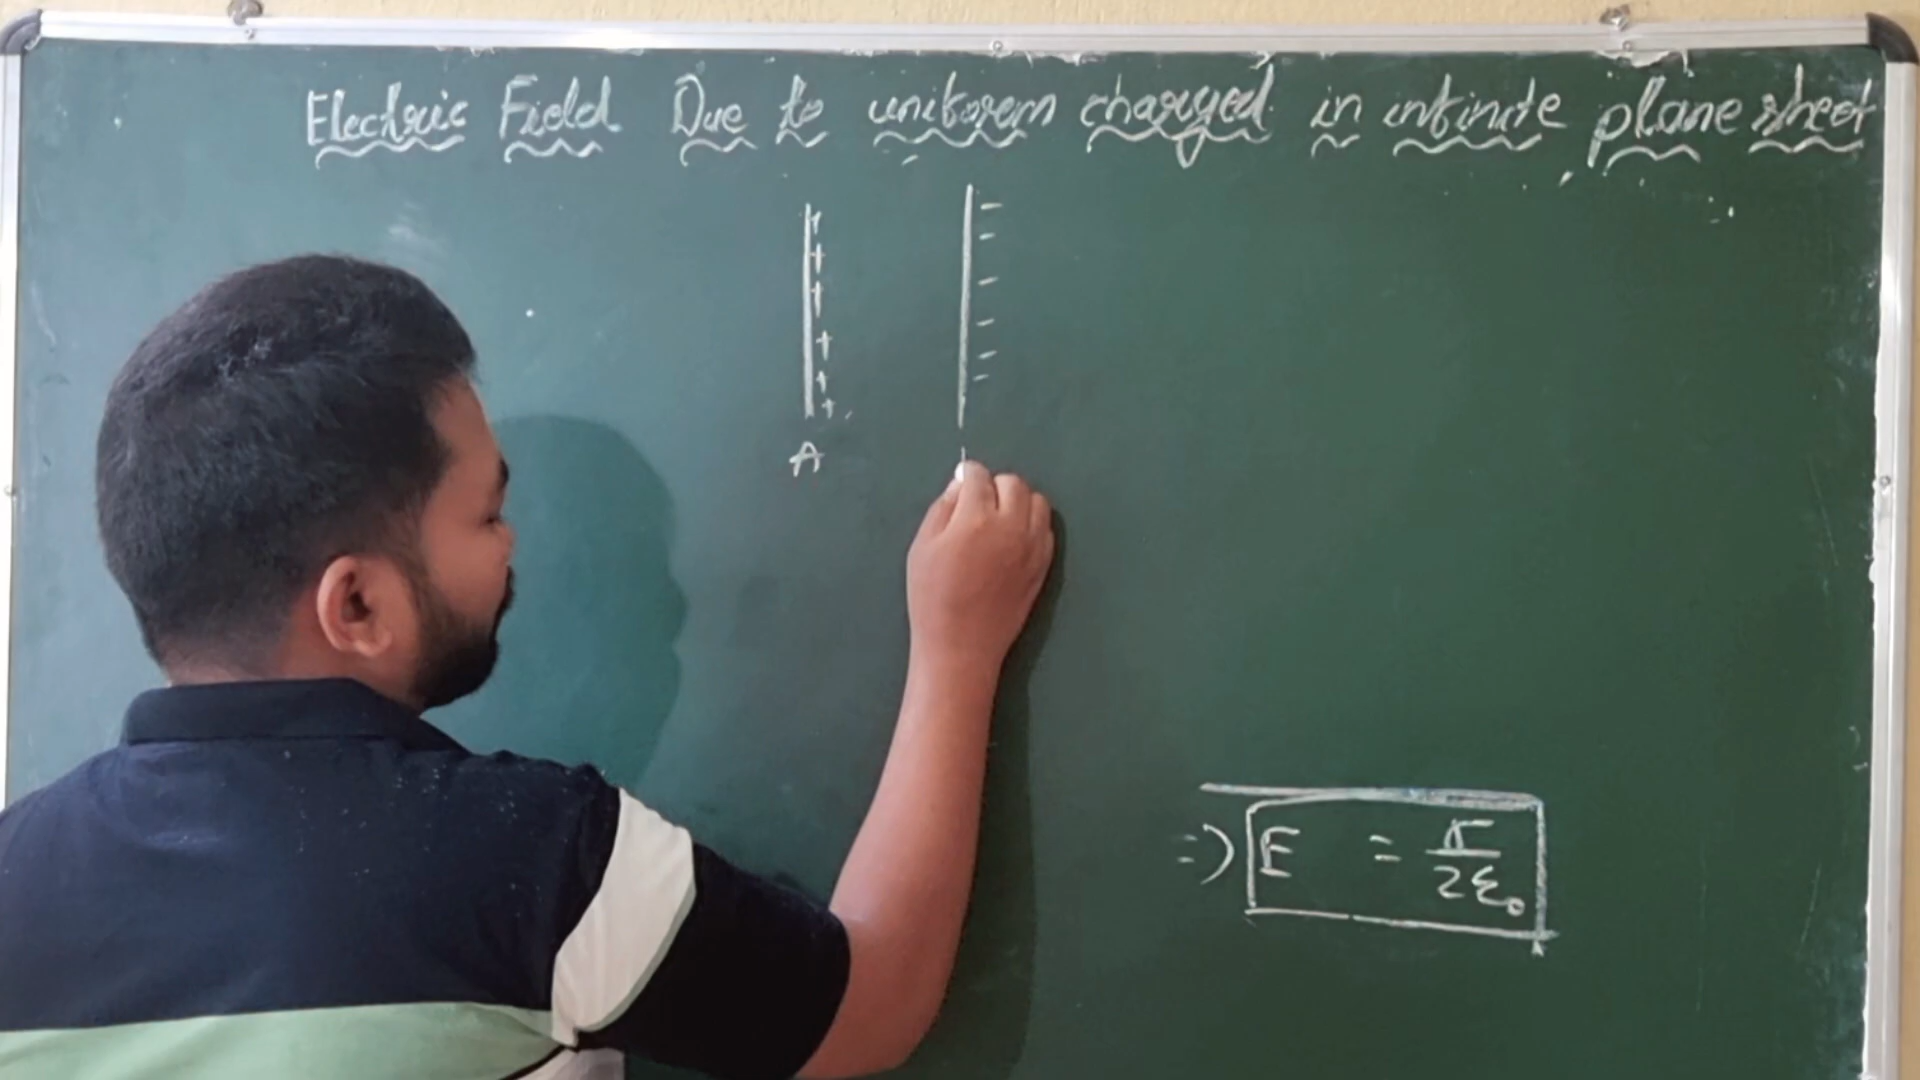 Electric Field Due to uniform charged in infinite plane sheet
+ -
+ -
+ -
+ -
+ -
+ -
A
=> E = σ/2ε₀